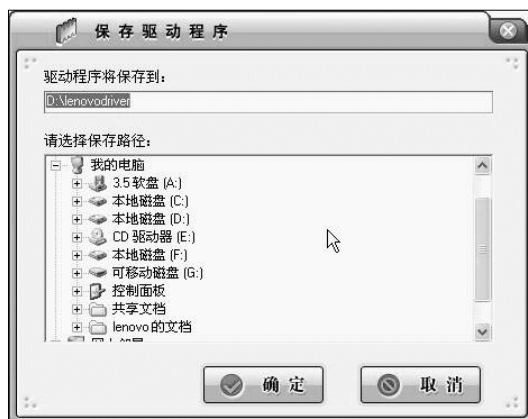 保存驱动程序
驱动程序将保存到：
D:\lenovodriver
请选择保存路径：
我的电脑
3.5 软盘 (A:)
本地磁盘 (C:)
本地磁盘 (D:)
CD 驱动器 (E:)
本地磁盘 (F:)
可移动磁盘 (G:)
控制面板
共享文档
lenovo 的文档
确定
取消